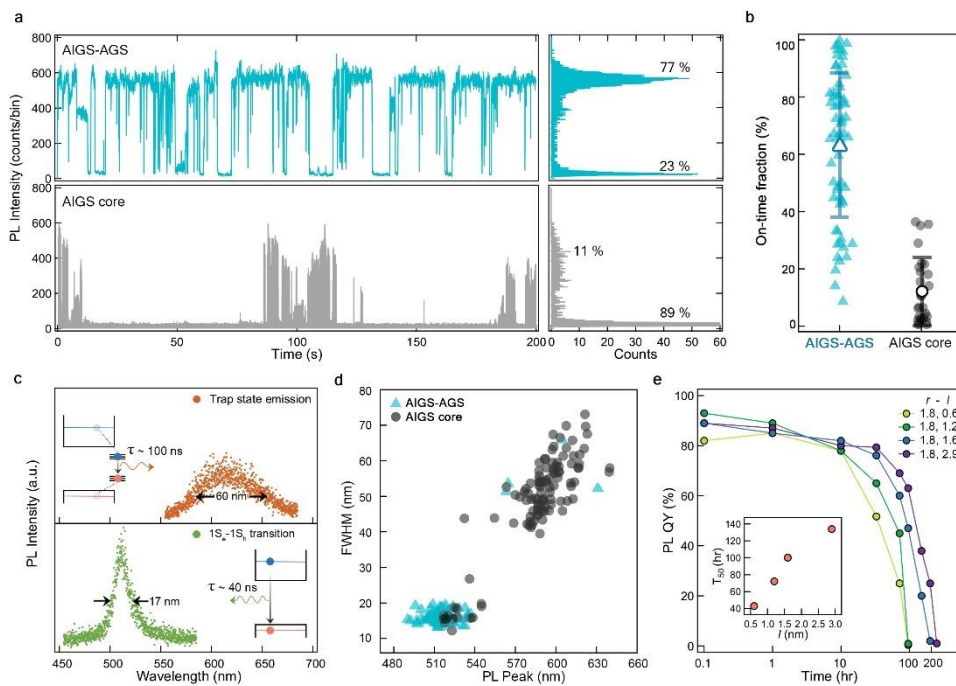 a
AIGS-AGS
800
600
400
200
0
77 %
23 %
AIGS core
800
600
400
200
0
11 %
89 %
PL Intensity (counts/bin)
0 50 100 150 200
Time (s)
0 10 20 30 40 50 60
Counts
b
On-time fraction (%)
100
80
60
40
20
0
AIGS-AGS AIGS core
c
Trap state emission
τ ~ 100 ns
60 nm
1Sₑ-1Sₕ transition
τ ~ 40 ns
17 nm
PL Intensity (a.u.)
450 500 550 600 650 700
Wavelength (nm)
d
AIGS-AGS
AIGS core
FWHM (nm)
80
70
60
50
40
30
20
10
480 510 540 570 600 630 660
PL Peak (nm)
e
r - l
1.8, 0.6
1.8, 1.2
1.8, 1.6
1.8, 2.9
PL QY (%)
100
80
60
40
20
0
T₅₀ (hr)
140
120
100
80
60
40
0.5 1.0 1.5 2.0 2.5 3.0
l (nm)
0.1 1 10 100 200
Time (hr)